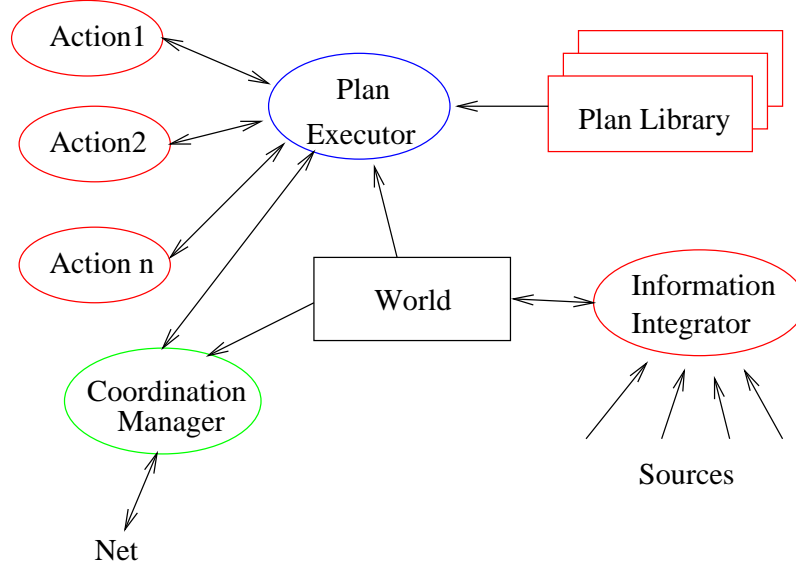 Action1
Plan
Executor
Plan Library
Action2
Action n
World
Information
Integrator
Coordination
Manager
Sources
Net